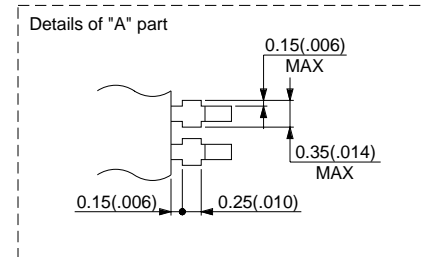 Details of "A" part
0.15(.006)
MAX
0.35(.014)
MAX
0.15(.006) 0.25(.010)